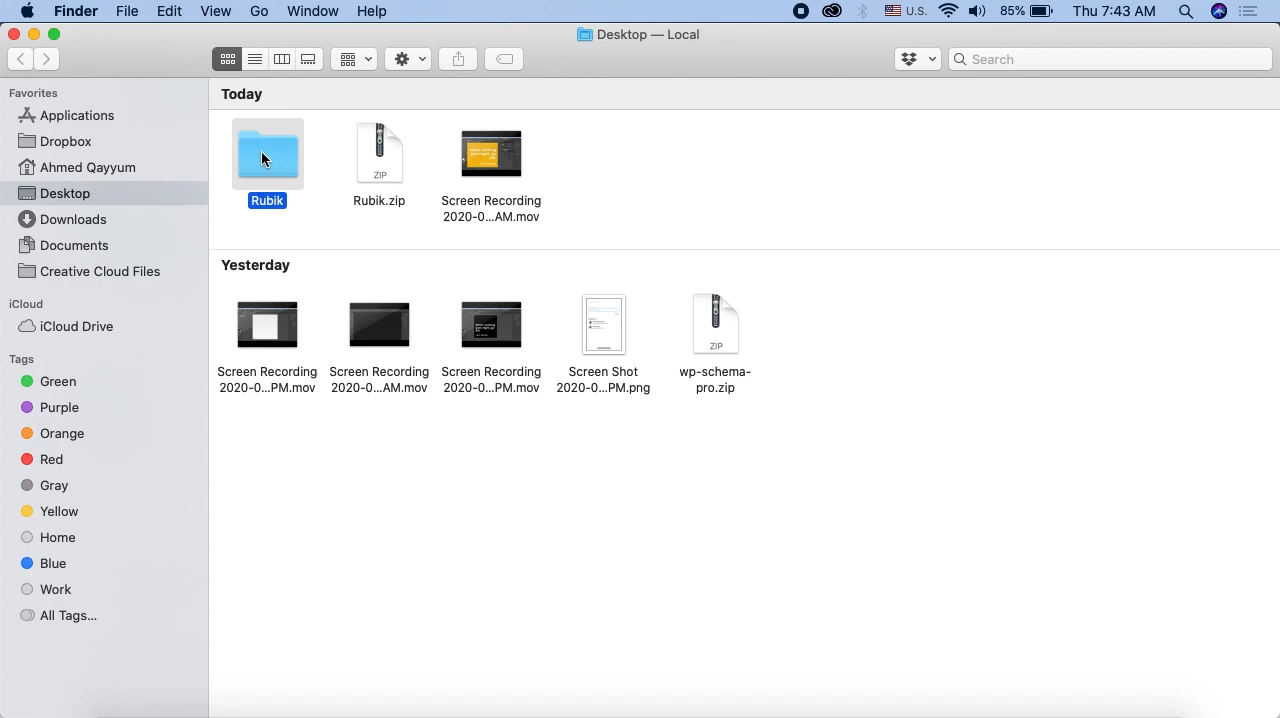 Finder File Edit View Go Window Help U.S. 85% Thu 7:43 AM
Desktop — Local
Search
Favorites
Applications
Dropbox
Ahmed Qayyum
Desktop
Downloads
Documents
Creative Cloud Files
iCloud
iCloud Drive
Tags
Green
Purple
Orange
Red
Gray
Yellow
Home
Blue
Work
All Tags...
Today
ZIP
Rubik Rubik.zip Screen Recording
2020-0...AM.mov
Yesterday
ZIP
Screen Recording Screen Recording Screen Recording Screen Shot wp-schema-
2020-0...PM.mov 2020-0...AM.mov 2020-0...PM.mov 2020-0...PM.png pro.zip